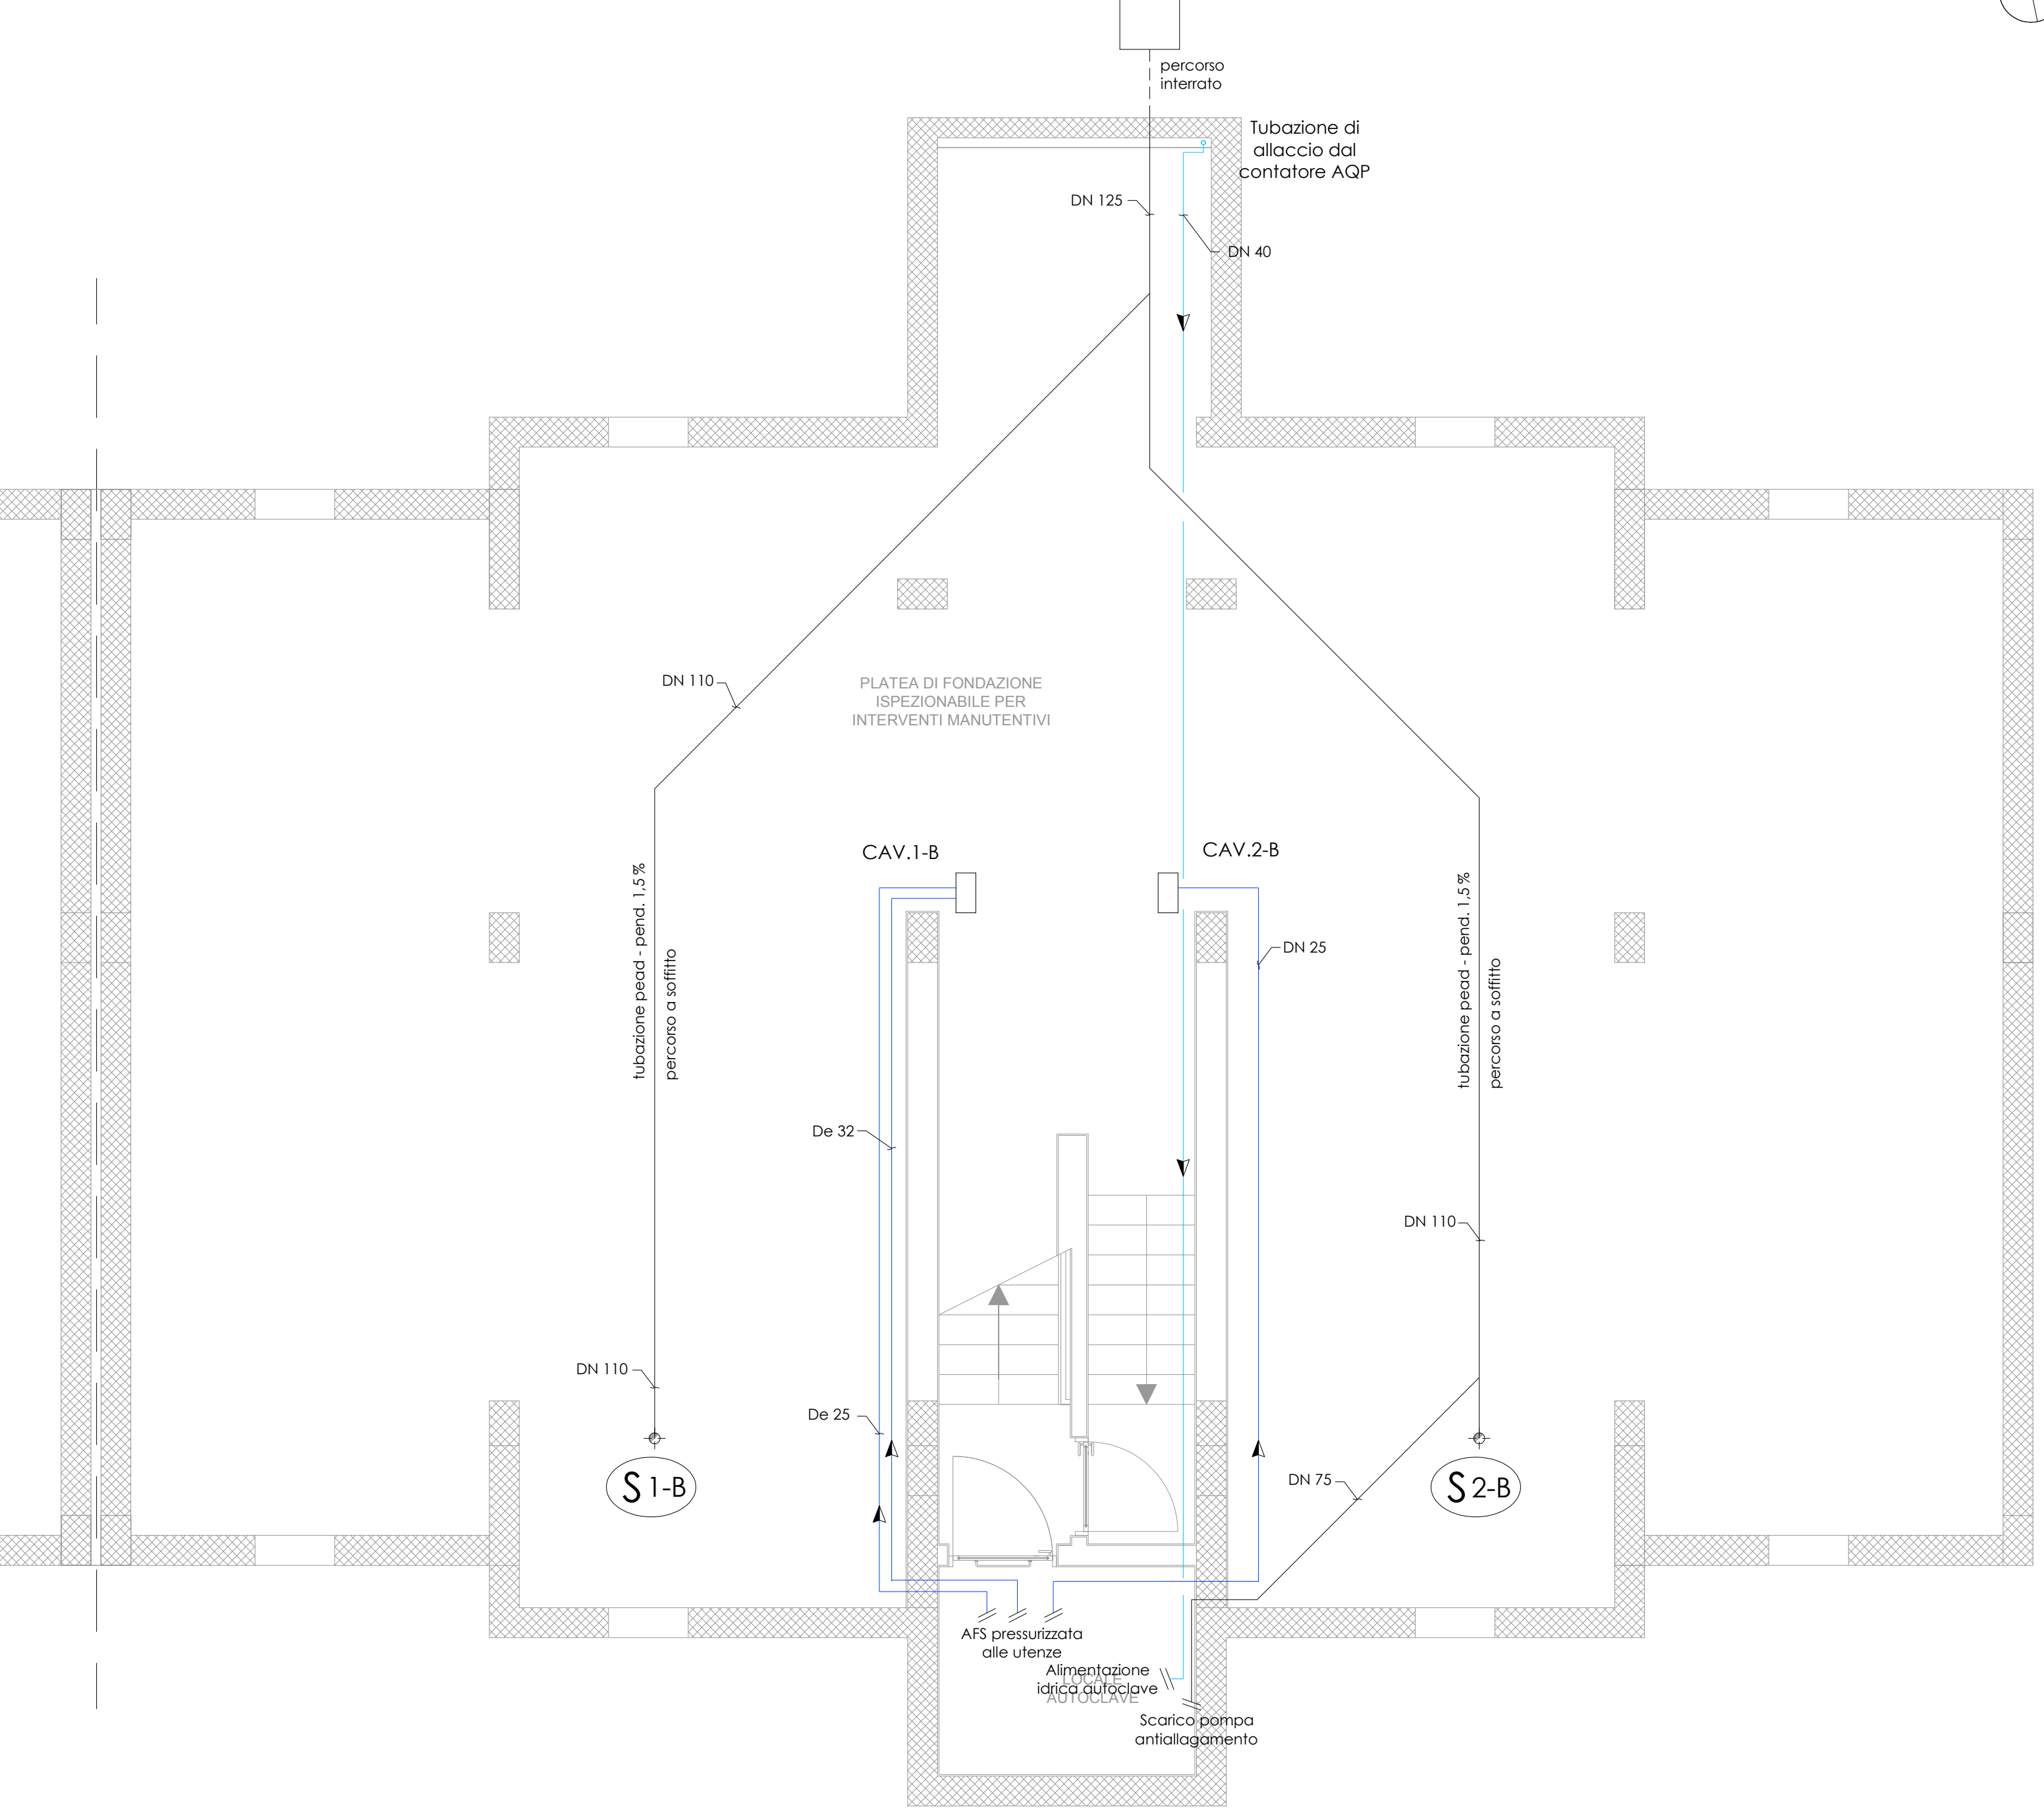 percorso
interrato
Tubazione di
allaccio dal
contatore AQP
DN 125
DN 40
DN 110
PLATEA DI FONDAZIONE
ISPEZIONABILE PER
INTERVENTI MANUTENTIVI
CAV.1-B
CAV.2-B
tubazione pead - pend. 1,5%
percorso a soffitto
DN 25
tubazione pead - pend. 1,5%
percorso a soffitto
De 32
DN 110
DN 110
De 25
S 1-B
DN 75
S 2-B
AFS pressurizzata
alle utenze
Alimentazione
idrica autoclave
LOCALE
AUTOCLAVE
Scarico pompa
antiallagamento